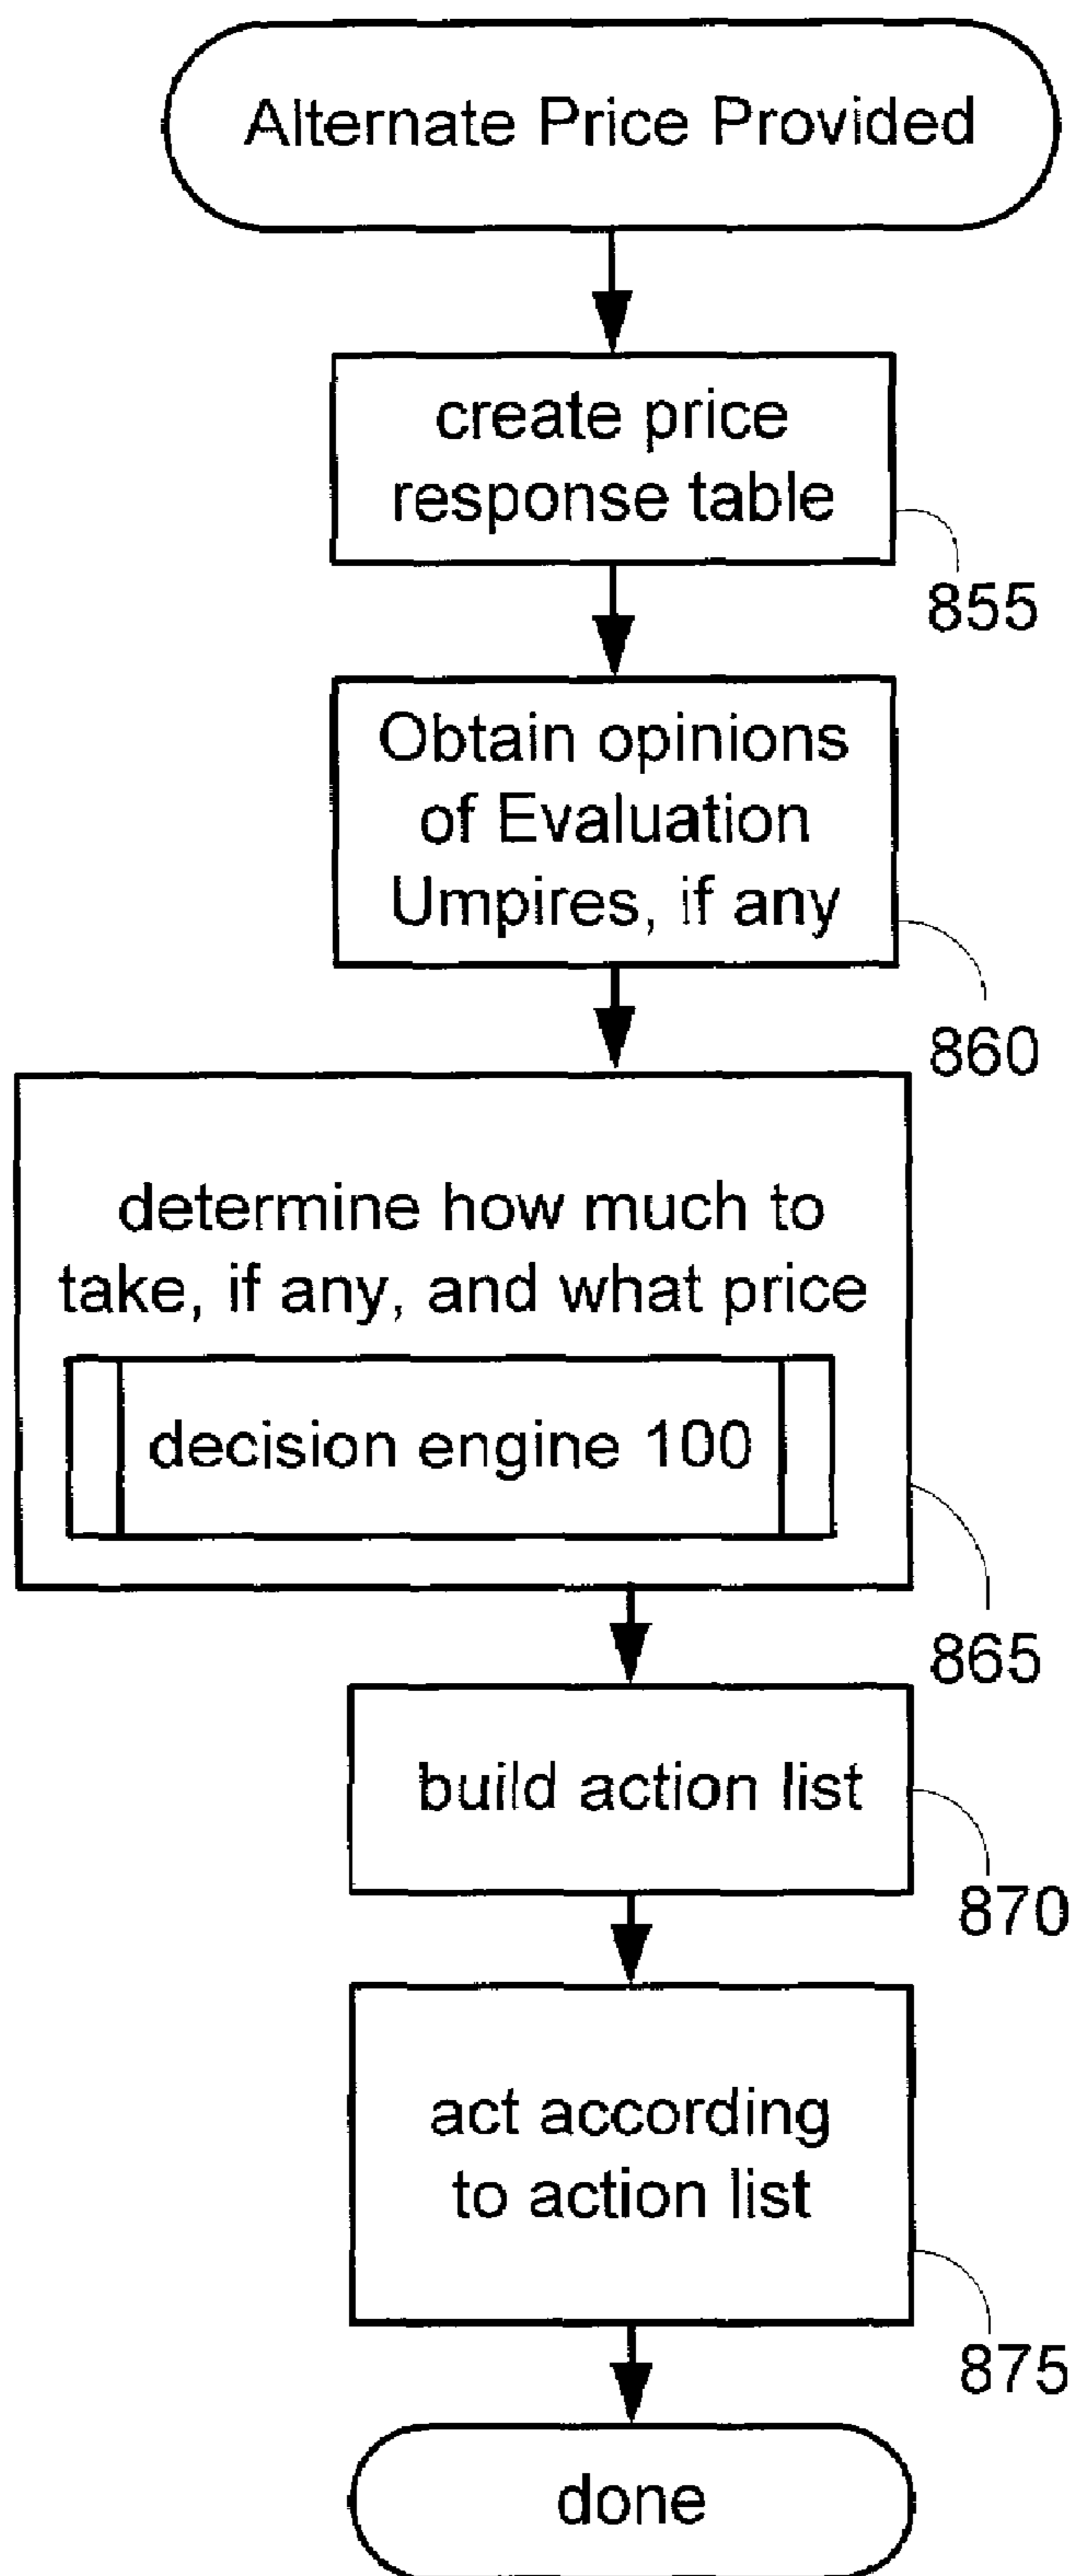 Alternate Price Provided
create price
response table
855
Obtain opinions
of Evaluation
Umpires, if any
860
determine how much to
take, if any, and what price
decision engine 100
865
build action list
870
act according
to action list
875
done